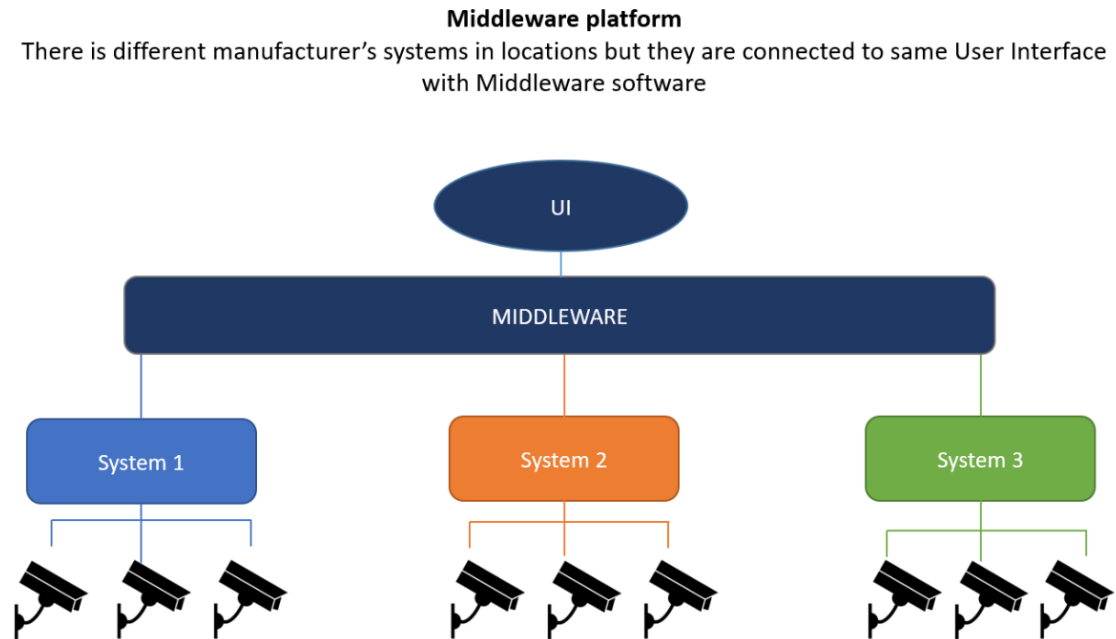 Middleware platform
There is different manufacturer’s systems in locations but they are connected to same User Interface
with Middleware software
UI
MIDDLEWARE
System 1
System 2
System 3